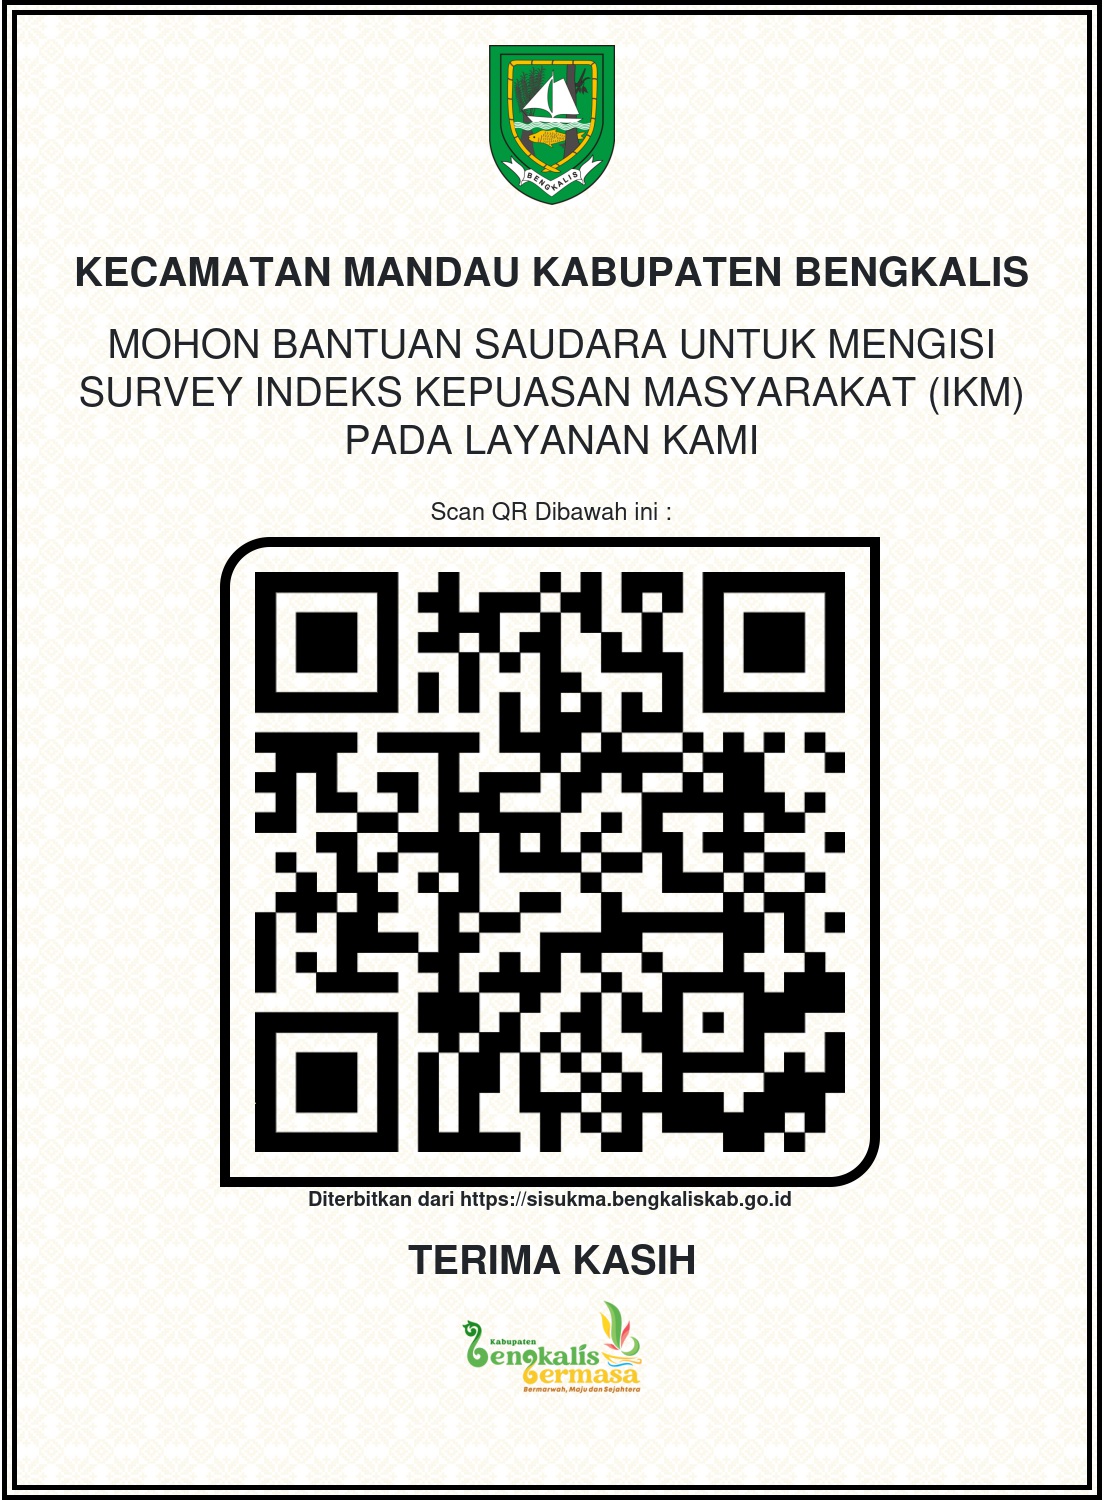 BENGKALIS
KECAMATAN MANDAU KABUPATEN BENGKALIS
MOHON BANTUAN SAUDARA UNTUK MENGISI
SURVEY INDEKS KEPUASAN MASYARAKAT (IKM)
PADA LAYANAN KAMI
Scan QR Dibawah ini :
Diterbitkan dari https://sisukma.bengkaliskab.go.id
TERIMA KASIH
Kabupaten
Bengkalis
Bermasa
Bermarwah, Maju dan Sejahtera